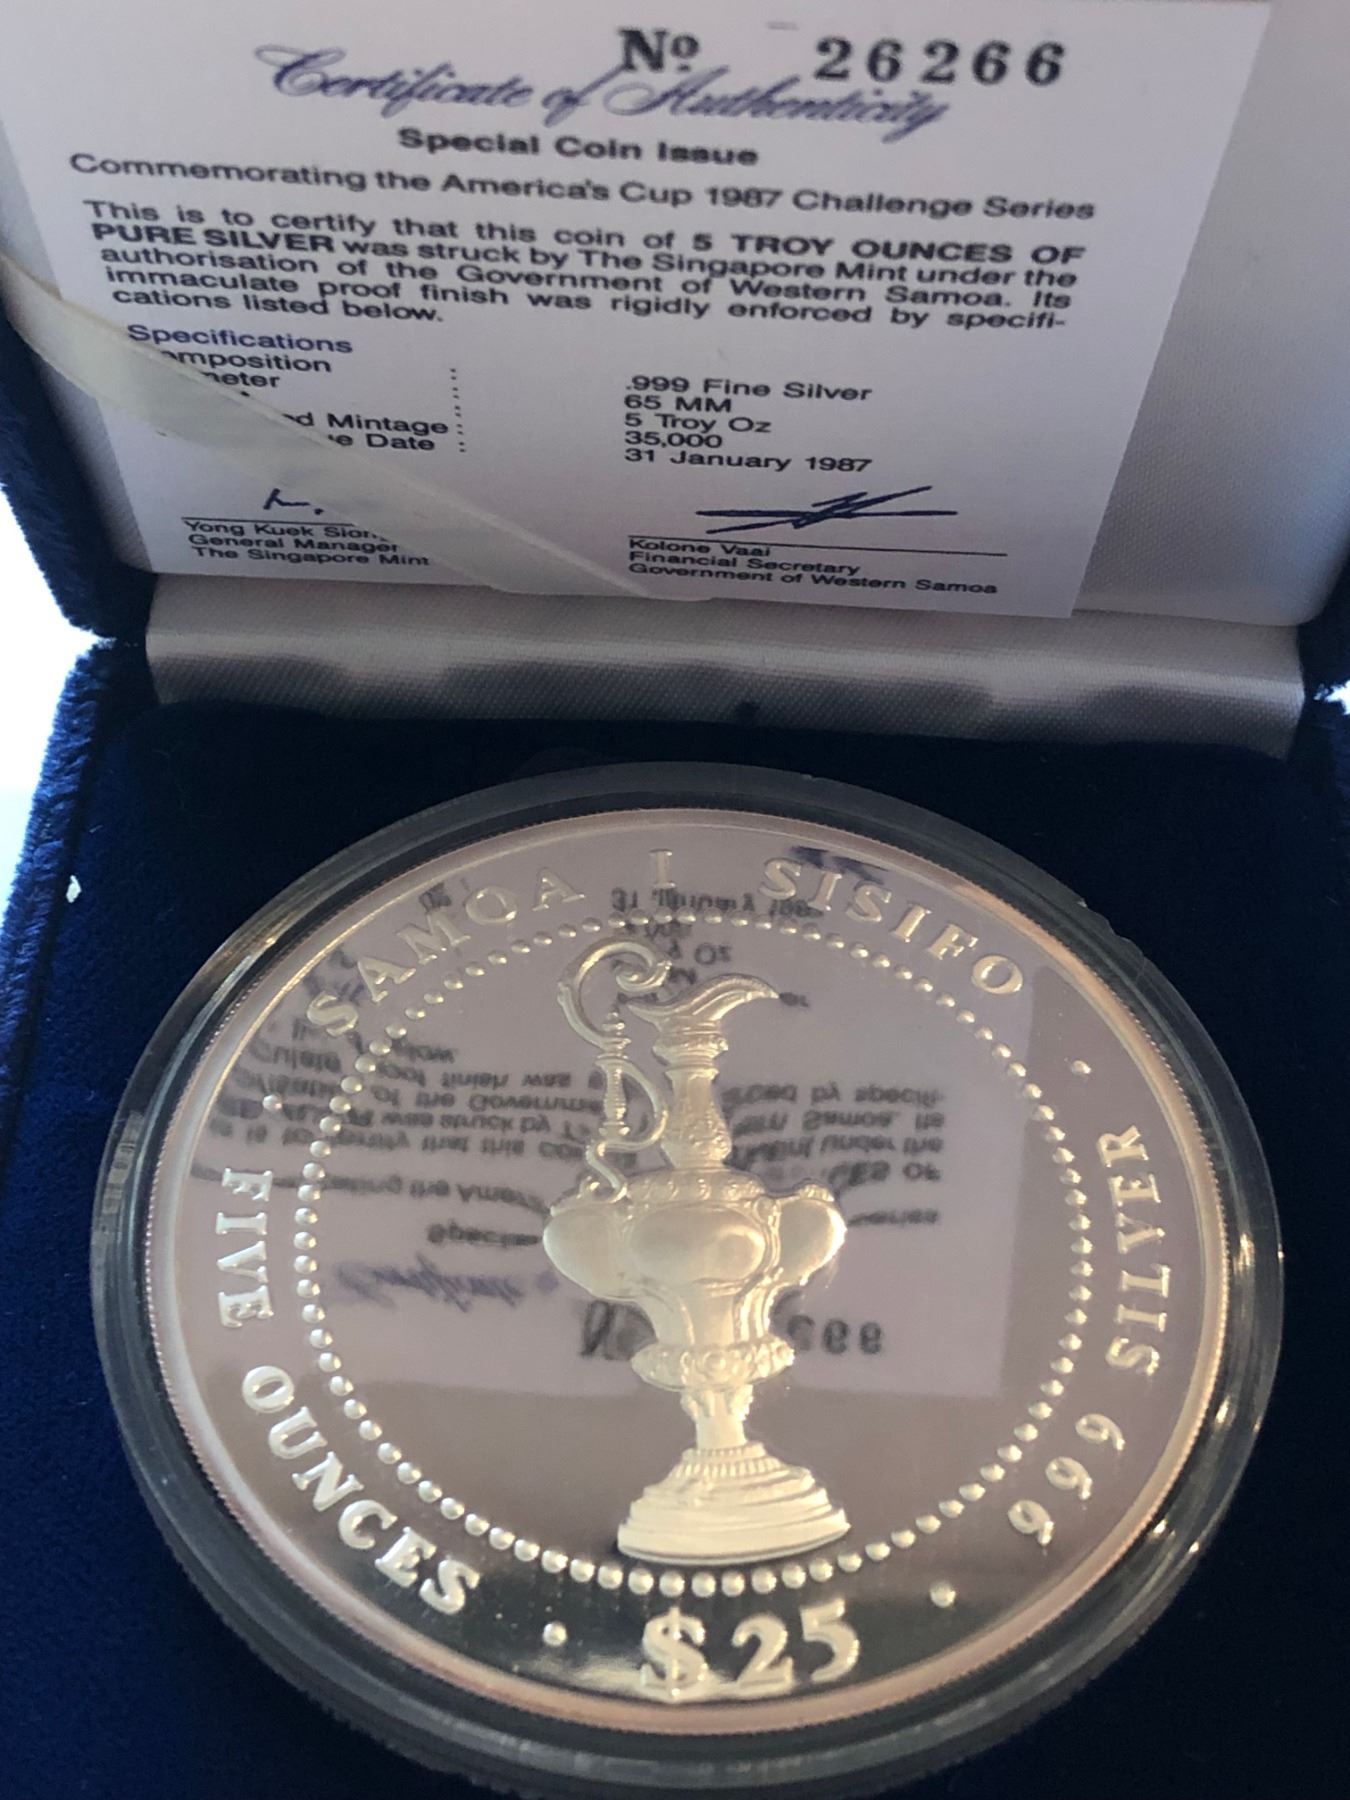 No 26266
Certificate of Authenticity
Special Coin Issue
Commemorating the America's Cup 1987 Challenge Series
This is to certify that this coin of 5 TROY OUNCES OF
PURE SILVER was struck by The Singapore Mint under the
authorisation of the Government of Western Samoa. Its
immaculate proof finish was rigidly enforced by specifi-
cations listed below.
Specifications
.999 Fine Silver
65 MM
5 Troy Oz
Mintage : 35,000
Date : 31 January 1987
Yong Kuek
General Manager
The Singapore Mint
Kolone Vaai
Financial Secretary
Government of Western Samoa
SAMOA I SISIFO
FIVE OUNCES
$25
999 SILVER